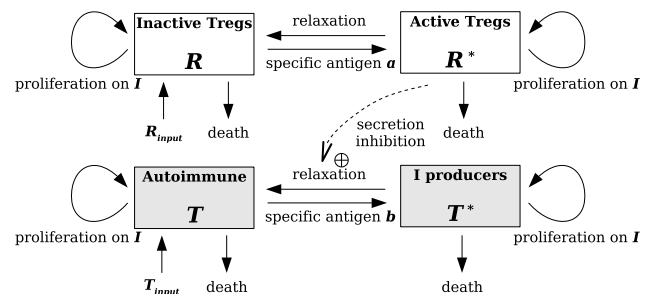 relaxation
Inactive Tregs
Active Tregs
R
R*
specific antigen a
proliferation on I
proliferation on I
R_input
death
death
secretion
inhibition
⊕
Autoimmune
relaxation
I producers
T
T*
specific antigen b
proliferation on I
proliferation on I
T_input
death
death